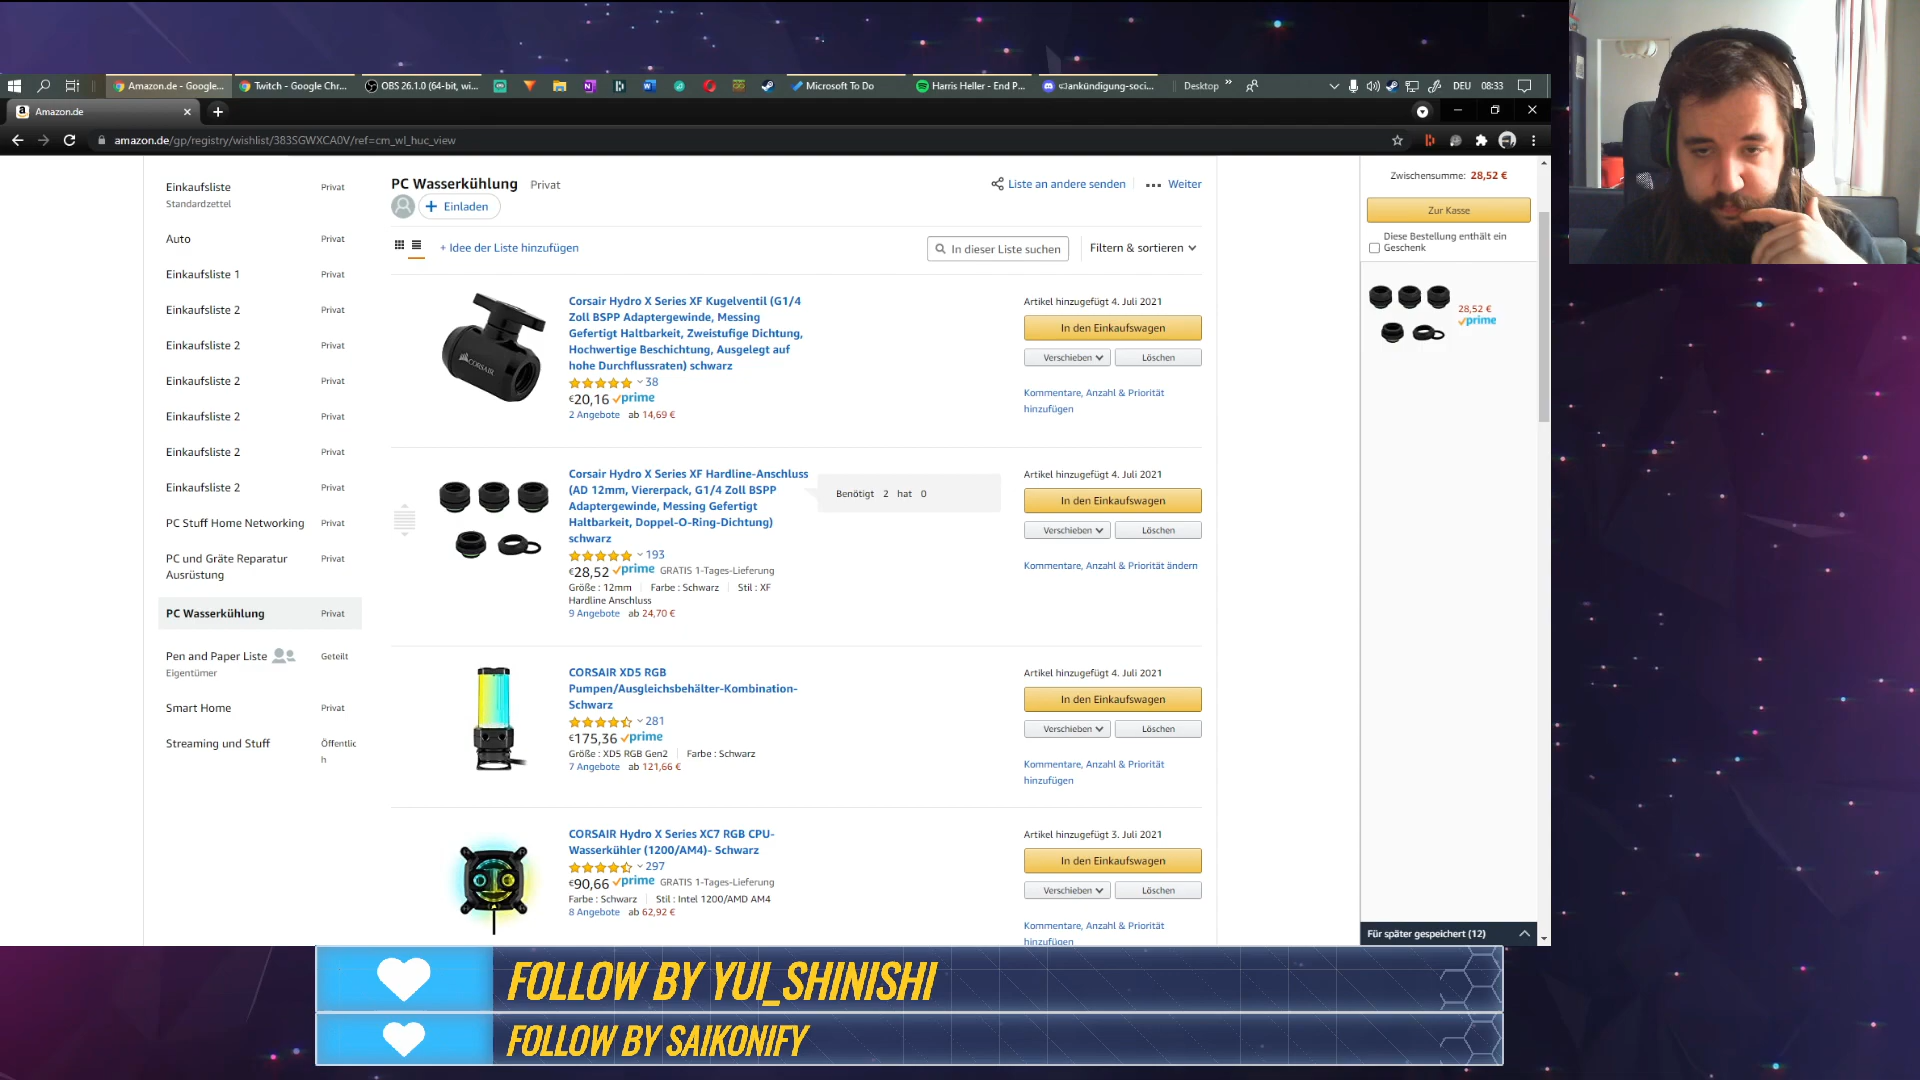 Amazon.de - Google...
Twitch - Google Chr...
OBS 26.1.0 (64-bit, wi...
Microsoft To Do
Harris Heller - End P...
ankündigung-soci...
Desktop
DEU
08:33
Amazon.de
amazon.de/gp/registry/wishlist/383SGWXCA0V/ref=cm_wl_huc_view
Einkaufsliste Privat
Standardzettel
Auto Privat
Einkaufsliste 1 Privat
Einkaufsliste 2 Privat
Einkaufsliste 2 Privat
Einkaufsliste 2 Privat
Einkaufsliste 2 Privat
Einkaufsliste 2 Privat
Einkaufsliste 2 Privat
PC Stuff Home Networking Privat
PC und Gräte Reparatur Privat
Ausrüstung
PC Wasserkühlung Privat
Pen and Paper Liste Geteilt
Eigentümer
Smart Home Privat
Streaming und Stuff Öffentlic
h
PC Wasserkühlung Privat
Liste an andere senden
Weiter
+ Einladen
+ Idee der Liste hinzufügen
In dieser Liste suchen
Filtern & sortieren
Corsair Hydro X Series XF Kugelventil (G1/4
Zoll BSPP Adaptergewinde, Messing
Gefertigt Haltbarkeit, Zweistufige Dichtung,
Hochwertige Beschichtung, Ausgelegt auf
hohe Durchflussraten) schwarz
38
€20,16 prime
2 Angebote ab 14,69 €
Artikel hinzugefügt 4. Juli 2021
In den Einkaufswagen
Verschieben Löschen
Kommentare, Anzahl & Priorität
hinzufügen
CORSAIR
Corsair Hydro X Series XF Hardline-Anschluss
(AD 12mm, Viererpack, G1/4 Zoll BSPP
Adaptergewinde, Messing Gefertigt
Haltbarkeit, Doppel-O-Ring-Dichtung)
schwarz
193
€28,52 prime GRATIS 1-Tages-Lieferung
Größe : 12mm Farbe : Schwarz Stil : XF
Hardline Anschluss
9 Angebote ab 24,70 €
Benötigt 2 hat 0
Artikel hinzugefügt 4. Juli 2021
In den Einkaufswagen
Verschieben Löschen
Kommentare, Anzahl & Priorität ändern
CORSAIR XD5 RGB
Pumpen/Ausgleichsbehälter-Kombination-
Schwarz
281
€175,36 prime
Größe : XD5 RGB Gen2 Farbe : Schwarz
7 Angebote ab 121,66 €
Artikel hinzugefügt 4. Juli 2021
In den Einkaufswagen
Verschieben Löschen
Kommentare, Anzahl & Priorität
hinzufügen
CORSAIR Hydro X Series XC7 RGB CPU-
Wasserkühler (1200/AM4)- Schwarz
297
€90,66 prime GRATIS 1-Tages-Lieferung
Farbe : Schwarz Stil : Intel 1200/AMD AM4
8 Angebote ab 62,92 €
Artikel hinzugefügt 3. Juli 2021
In den Einkaufswagen
Verschieben Löschen
Kommentare, Anzahl & Priorität
hinzufügen
Zwischensumme: 28,52 €
Zur Kasse
Diese Bestellung enthält ein
Geschenk
28,52 €
prime
Für später gespeichert (12)
FOLLOW BY YUI_SHINISHI
FOLLOW BY SAIKONIFY